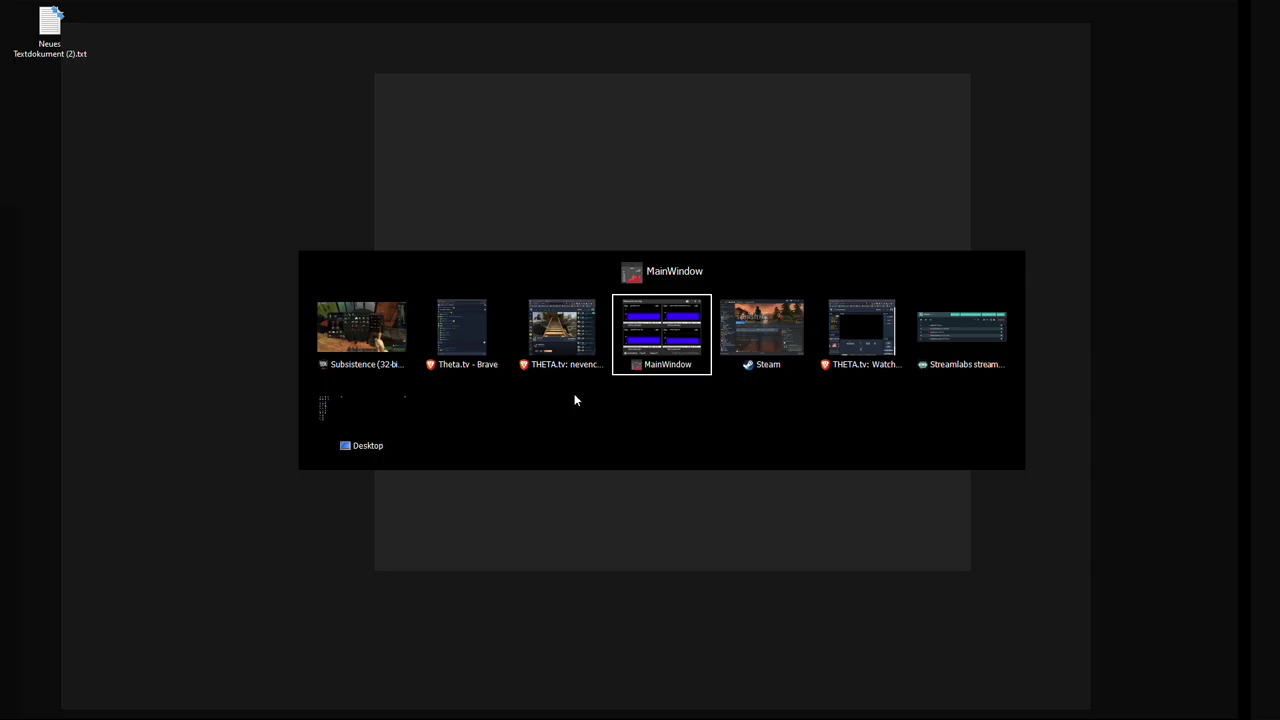 Neues
Textdokument (2).txt
MainWindow
Subsistence (32-bi...
Theta.tv - Brave
THETA.tv: nevenc...
MainWindow
Steam
THETA.tv: Watch...
Streamlabs stream...
Desktop